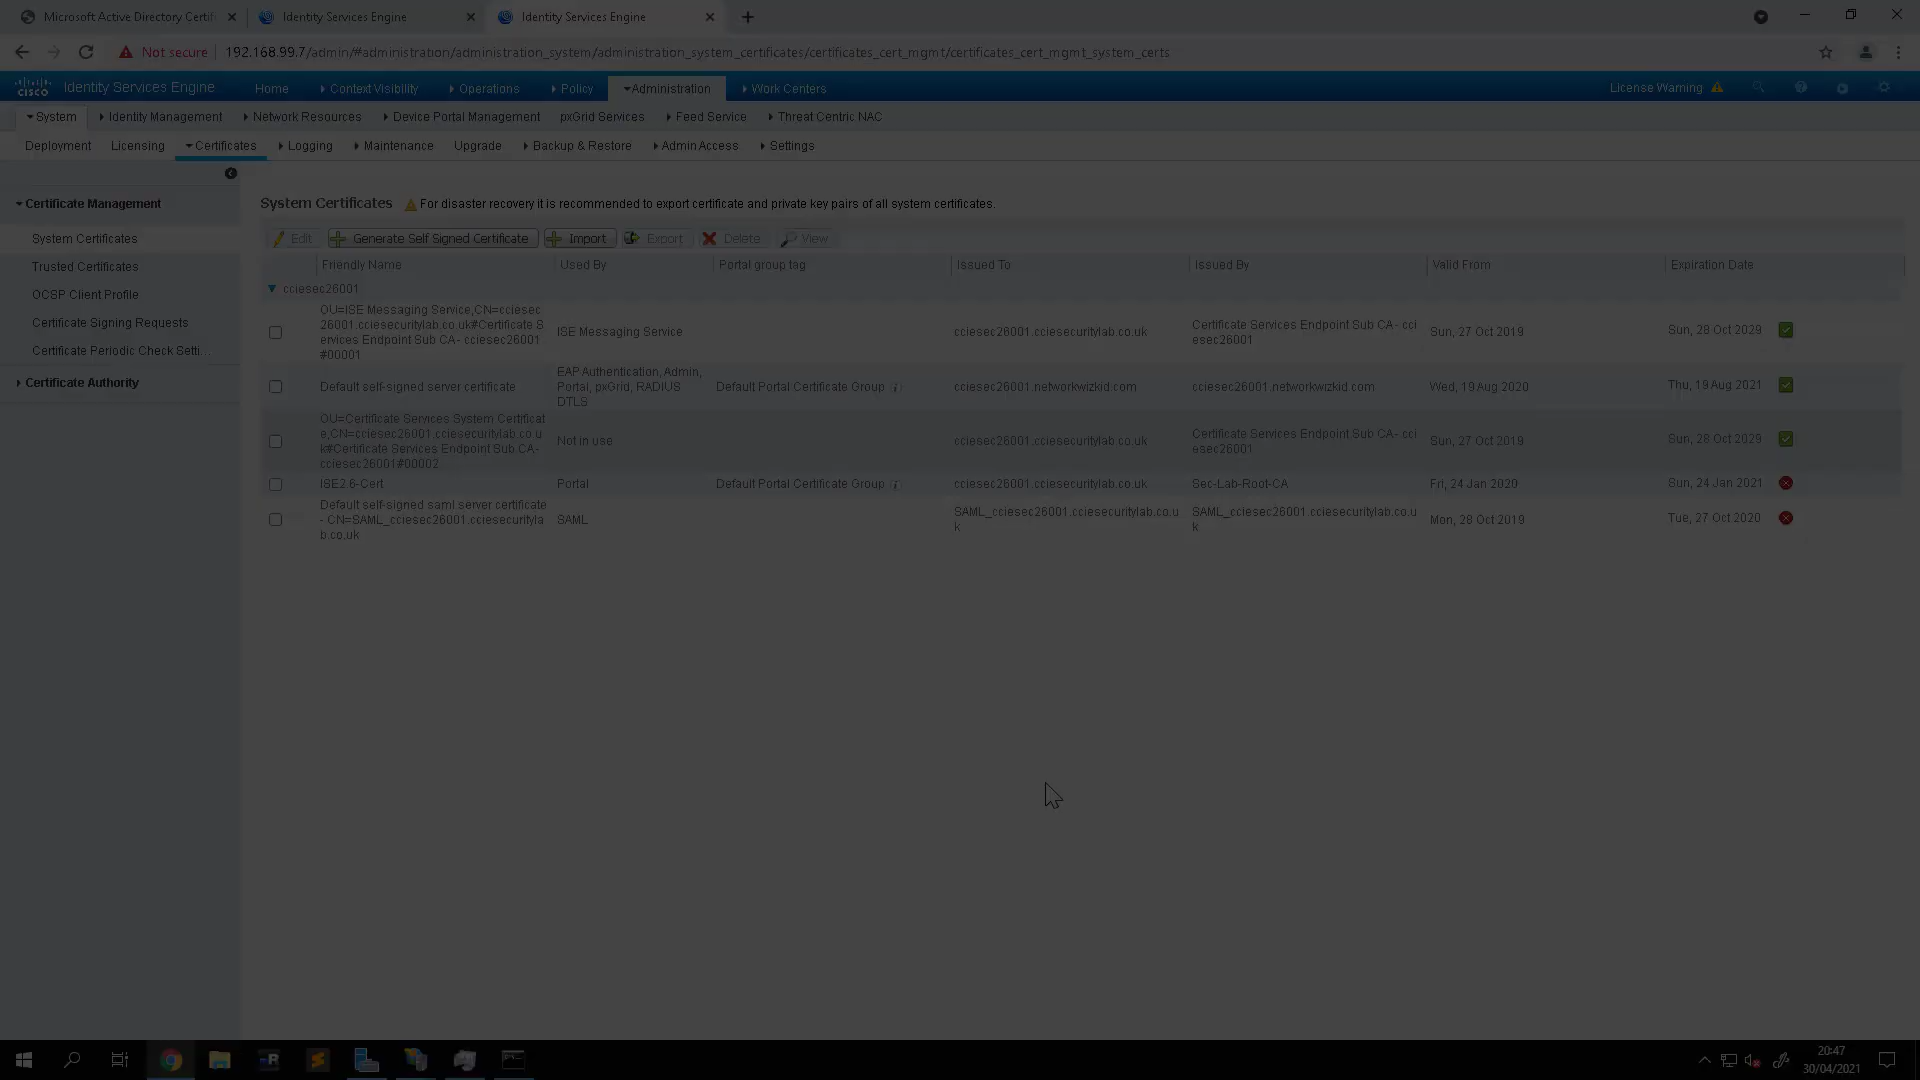 Microsoft Active Directory Certifi
Identity Services Engine
Identity Services Engine
Not secure
192.168.99.7/admin/#administration/administration_system/administration_system_certificates/certificates_cert_mgmt/certificates_cert_mgmt_system_certs
cisco
Identity Services Engine
Home
Context Visibility
Operations
Policy
Administration
Work Centers
License Warning
System
Identity Management
Network Resources
Device Portal Management
pxGrid Services
Feed Service
Threat Centric NAC
Deployment
Licensing
Certificates
Logging
Maintenance
Upgrade
Backup & Restore
Admin Access
Settings
Certificate Management
System Certificates
Trusted Certificates
OCSP Client Profile
Certificate Signing Requests
Certificate Periodic Check Setti...
Certificate Authority
System Certificates
For disaster recovery it is recommended to export certificate and private key pairs of all system certificates.
Edit
Generate Self Signed Certificate
Import
Export
Delete
View
Friendly Name
Used By
Portal group tag
Issued To
Issued By
Valid From
Expiration Date
cciesec26001
OU=ISE Messaging Service,CN=cciesec
26001.cciesecuritylab.co.uk#Certificate S
ervices Endpoint Sub CA - cciesec26001
#00001
ISE Messaging Service
cciesec26001.cciesecuritylab.co.uk
Certificate Services Endpoint Sub CA - cci
esec26001
Sun, 27 Oct 2019
Sun, 28 Oct 2029
Default self-signed server certificate
EAP Authentication, Admin,
Portal, pxGrid, RADIUS
DTLS
Default Portal Certificate Group
cciesec26001.networkwizkid.com
cciesec26001.networkwizkid.com
Wed, 19 Aug 2020
Thu, 19 Aug 2021
OU=Certificate Services System Certificat
e,CN=cciesec26001.cciesecuritylab.co.u
k#Certificate Services Endpoint Sub CA -
cciesec26001#00002
Not in use
cciesec26001.cciesecuritylab.co.uk
Certificate Services Endpoint Sub CA - cci
esec26001
Sun, 27 Oct 2019
Sun, 28 Oct 2029
ISE2.6-Cert
Portal
Default Portal Certificate Group
cciesec26001.cciesecuritylab.co.uk
Sec-Lab-Root-CA
Fri, 24 Jan 2020
Sun, 24 Jan 2021
Default self-signed saml server certificate
- CN=SAML_cciesec26001.cciesecurityla
b.co.uk
SAML
SAML_cciesec26001.cciesecuritylab.co.u
k
SAML_cciesec26001.cciesecuritylab.co.u
k
Mon, 28 Oct 2019
Tue, 27 Oct 2020
20:47
30/04/2021